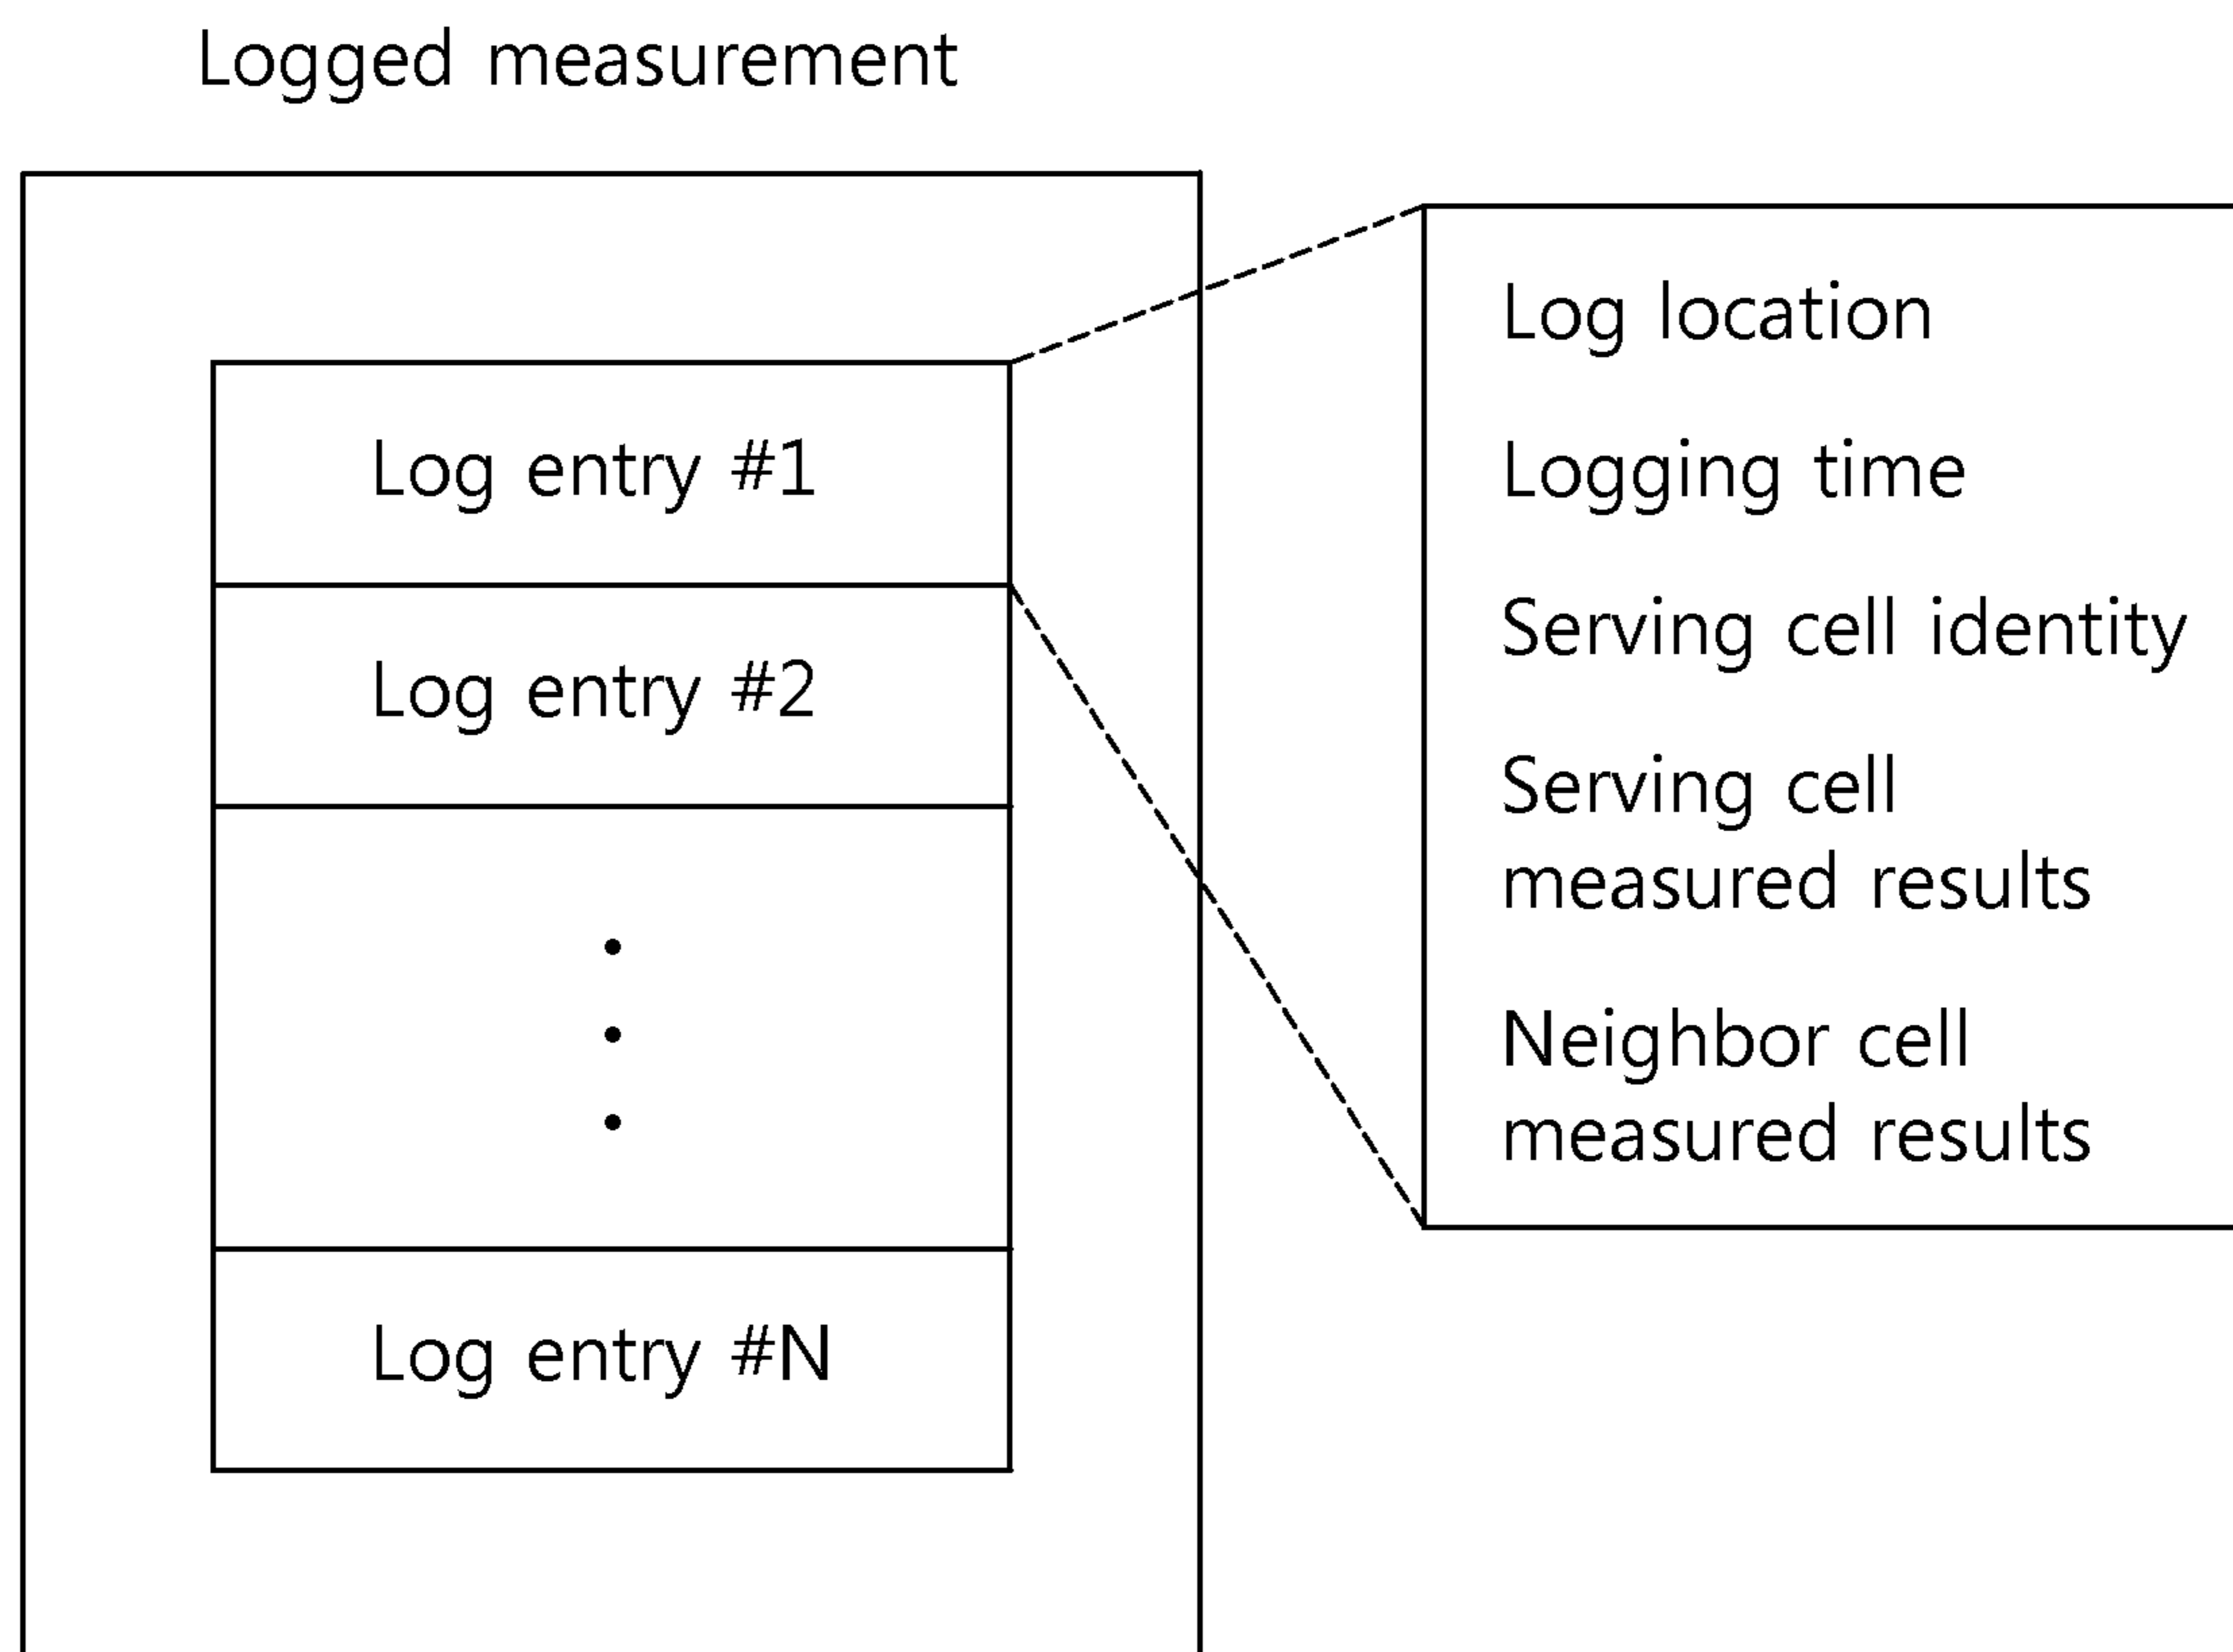 Logged measurement
Log entry #1
Log entry #2
Log entry #N
Log location
Logging time
Serving cell identity
Serving cell
measured results
Neighbor cell
measured results